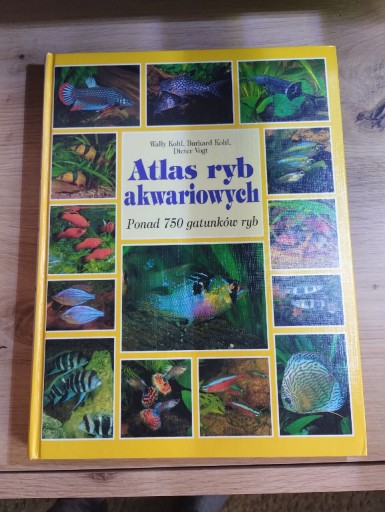 Wally Kahl, Burkard Kahl,
Dieter Vogt
Atlas ryb
akwariowych
Ponad 750 gatunków ryb